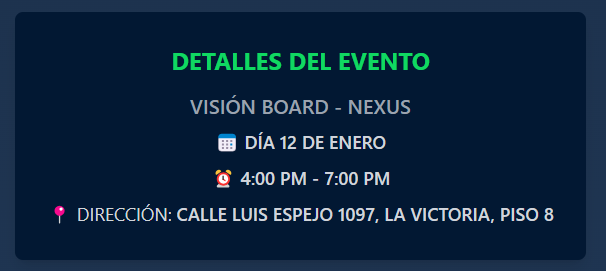 DETALLES DEL EVENTO
VISIÓN BOARD - NEXUS
DÍA 12 DE ENERO
4:00 PM - 7:00 PM
DIRECCIÓN: CALLE LUIS ESPEJO 1097, LA VICTORIA, PISO 8